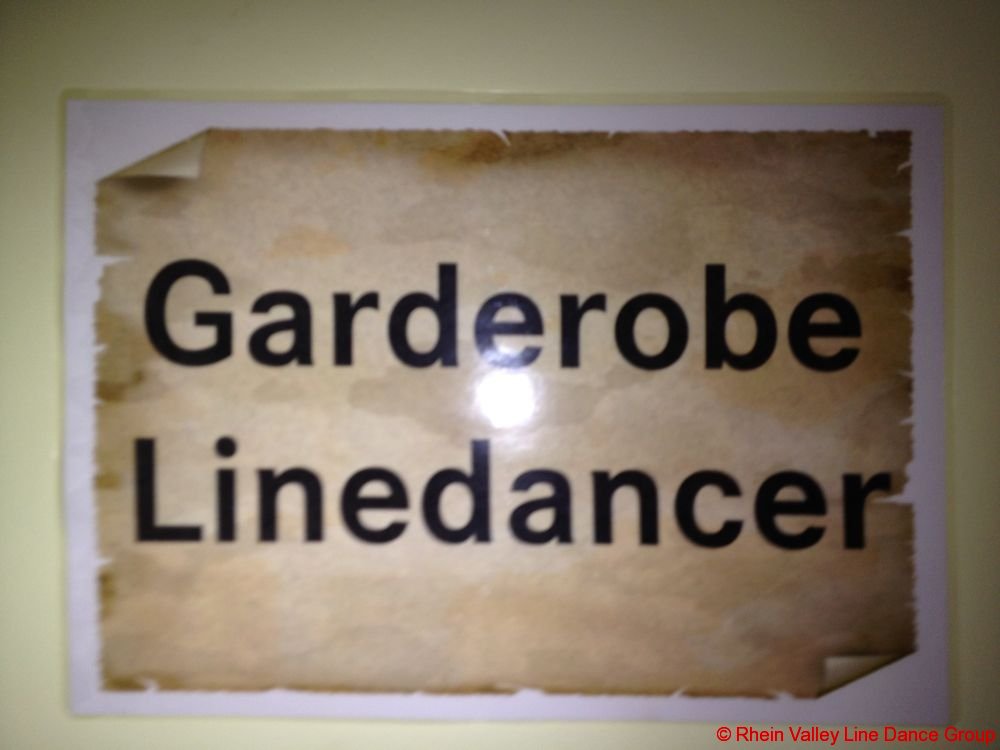 Garderobe
Linedancer
© Rhein Valley Line Dance Group